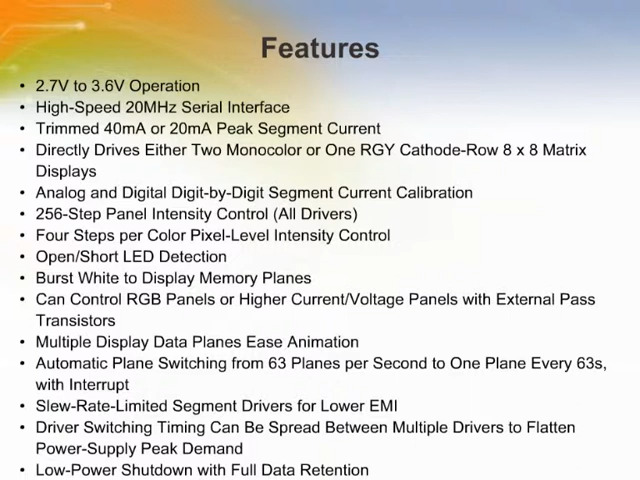 Features
• 2.7V to 3.6V Operation
• High-Speed 20MHz Serial Interface
• Trimmed 40mA or 20mA Peak Segment Current
• Directly Drives Either Two Monocolor or One RGY Cathode-Row 8 x 8 Matrix
Displays
• Analog and Digital Digit-by-Digit Segment Current Calibration
• 256-Step Panel Intensity Control (All Drivers)
• Four Steps per Color Pixel-Level Intensity Control
• Open/Short LED Detection
• Burst White to Display Memory Planes
• Can Control RGB Panels or Higher Current/Voltage Panels with External Pass
Transistors
• Multiple Display Data Planes Ease Animation
• Automatic Plane Switching from 63 Planes per Second to One Plane Every 63s,
with Interrupt
• Slew-Rate-Limited Segment Drivers for Lower EMI
• Driver Switching Timing Can Be Spread Between Multiple Drivers to Flatten
Power-Supply Peak Demand
• Low-Power Shutdown with Full Data Retention